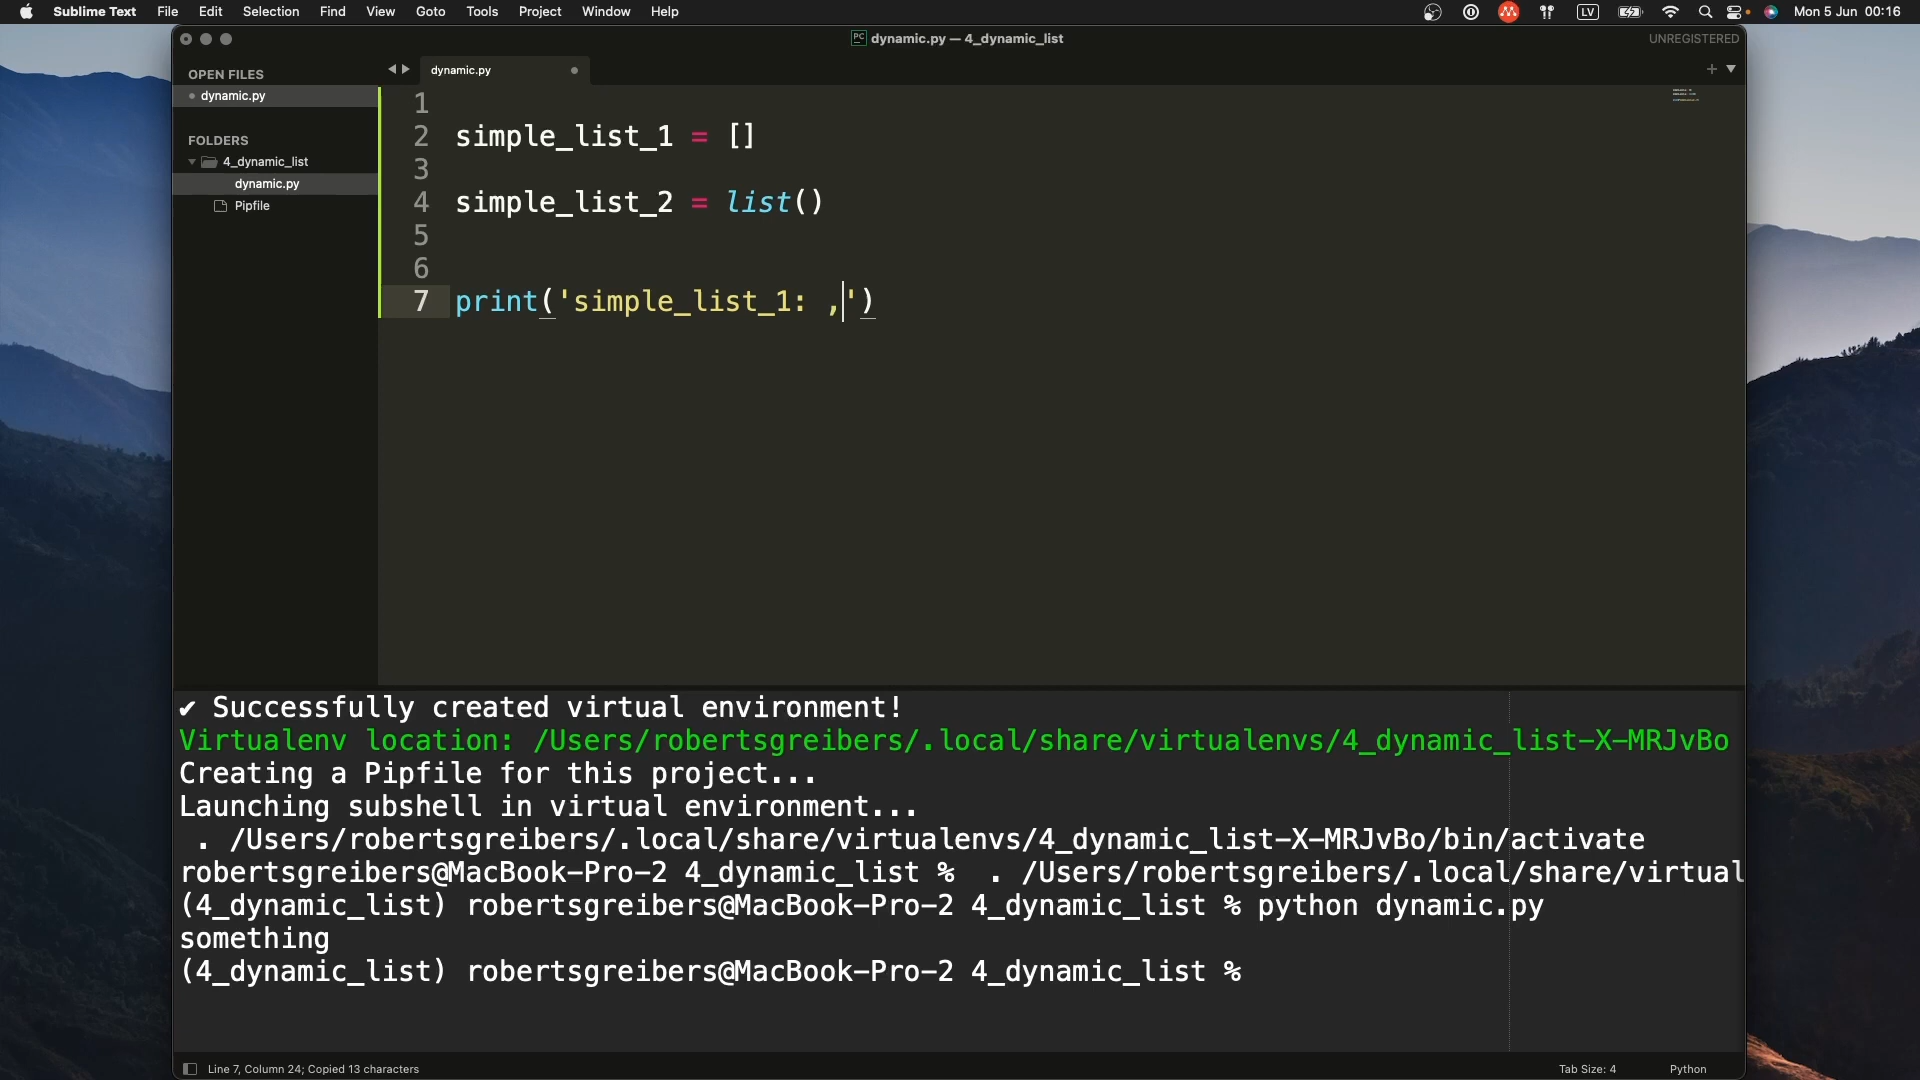 Sublime Text File Edit Selection Find View Goto Tools Project Window Help LV Mon 5 Jun 00:16
dynamic.py — 4_dynamic_list
UNREGISTERED
OPEN FILES
dynamic.py
FOLDERS
4_dynamic_list
dynamic.py
Pipfile
dynamic.py
1
2 simple_list_1 = []
3
4 simple_list_2 = list()
5
6
7 print('simple_list_1: ,')
✔ Successfully created virtual environment!
Virtualenv location: /Users/robertsgreibers/.local/share/virtualenvs/4_dynamic_list-X-MRJvBo
Creating a Pipfile for this project...
Launching subshell in virtual environment...
. /Users/robertsgreibers/.local/share/virtualenvs/4_dynamic_list-X-MRJvBo/bin/activate
robertsgreibers@MacBook-Pro-2 4_dynamic_list % . /Users/robertsgreibers/.local/share/virtual
(4_dynamic_list) robertsgreibers@MacBook-Pro-2 4_dynamic_list % python dynamic.py
something
(4_dynamic_list) robertsgreibers@MacBook-Pro-2 4_dynamic_list %
Line 7, Column 24; Copied 13 characters
Tab Size: 4
Python